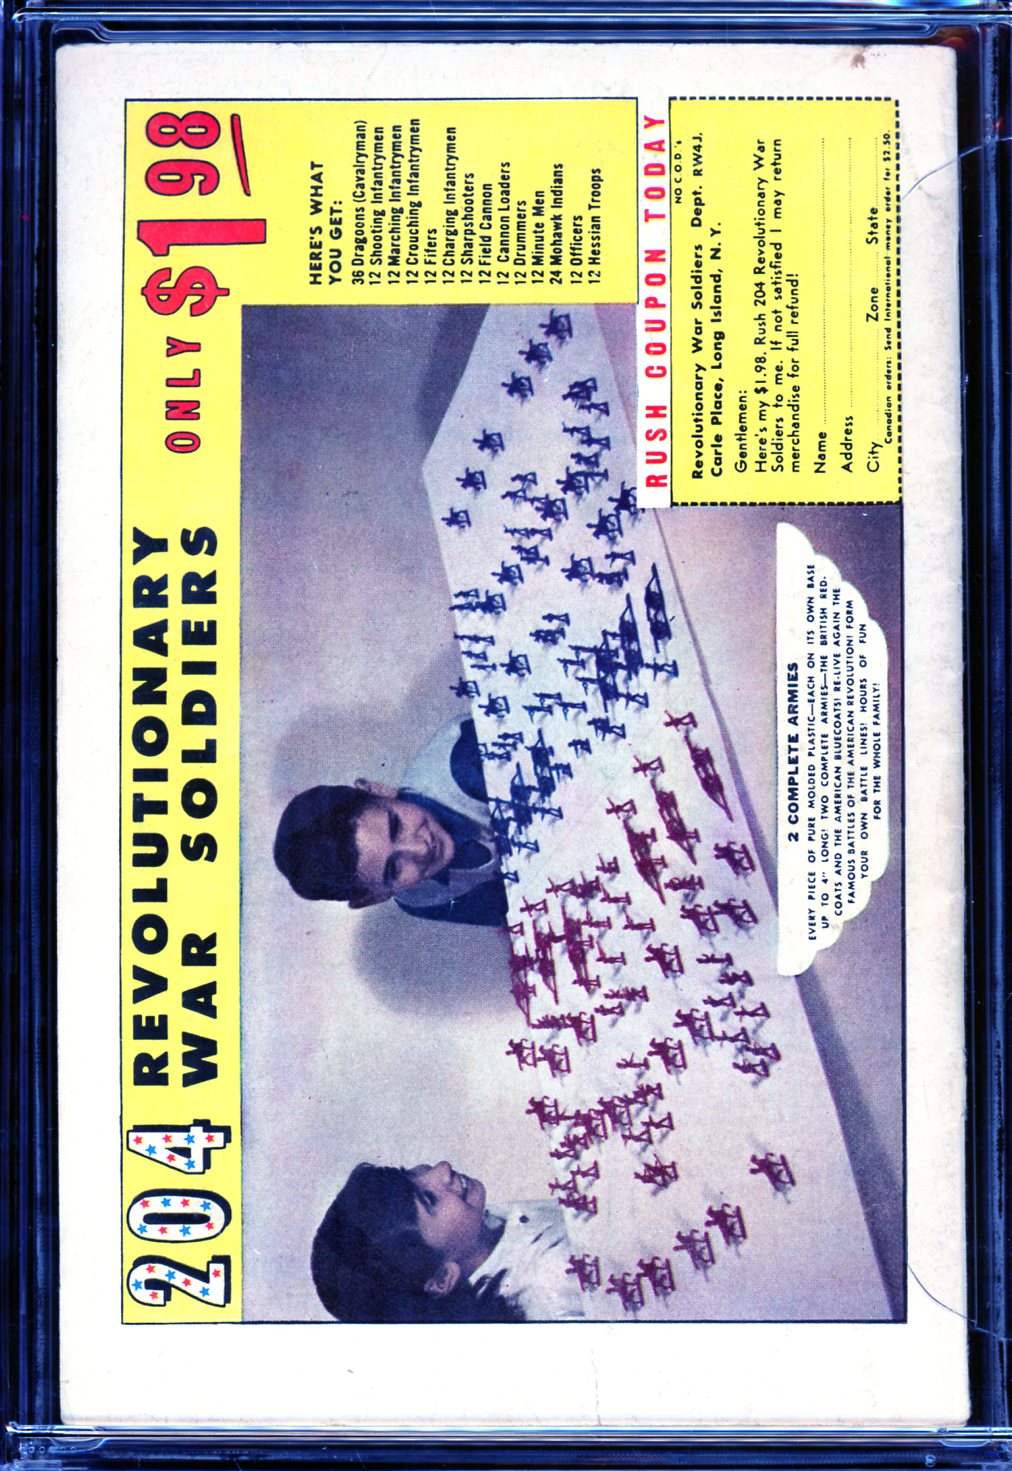 204 REVOLUTIONARY
WAR SOLDIERS
ONLY $1 98
HERE'S WHAT
YOU GET:
36 Dragoons (Cavalryman)
12 Shooting Infantrymen
12 Marching Infantrymen
12 Crouching Infantrymen
12 Fifers
12 Charging Infantrymen
12 Sharpshooters
12 Field Cannon
12 Cannon Loaders
12 Drummers
12 Minute Men
24 Mohawk Indians
12 Officers
12 Hessian Troops
RUSH COUPON TODAY
NO C.O.D.'s
Revolutionary War Soldiers Dept. RW4J,
Carle Place, Long Island, N. Y.
Gentlemen:
Here's my $1.98. Rush 204 Revolutionary War
Soldiers to me. If not satisfied I may return
merchandise for full refund!
Name
Address
City Zone State
Canadian orders: Send International money order for $2.50.
2 COMPLETE ARMIES
EVERY PIECE OF PURE MOLDED PLASTIC—EACH ON ITS OWN BASE
UP TO 4" LONG! TWO COMPLETE ARMIES—THE BRITISH RED-
COATS AND THE AMERICAN BLUECOATS! RE-LIVE AGAIN THE
FAMOUS BATTLES OF THE AMERICAN REVOLUTION! FORM
YOUR OWN BATTLE LINES! HOURS OF FUN
FOR THE WHOLE FAMILY!